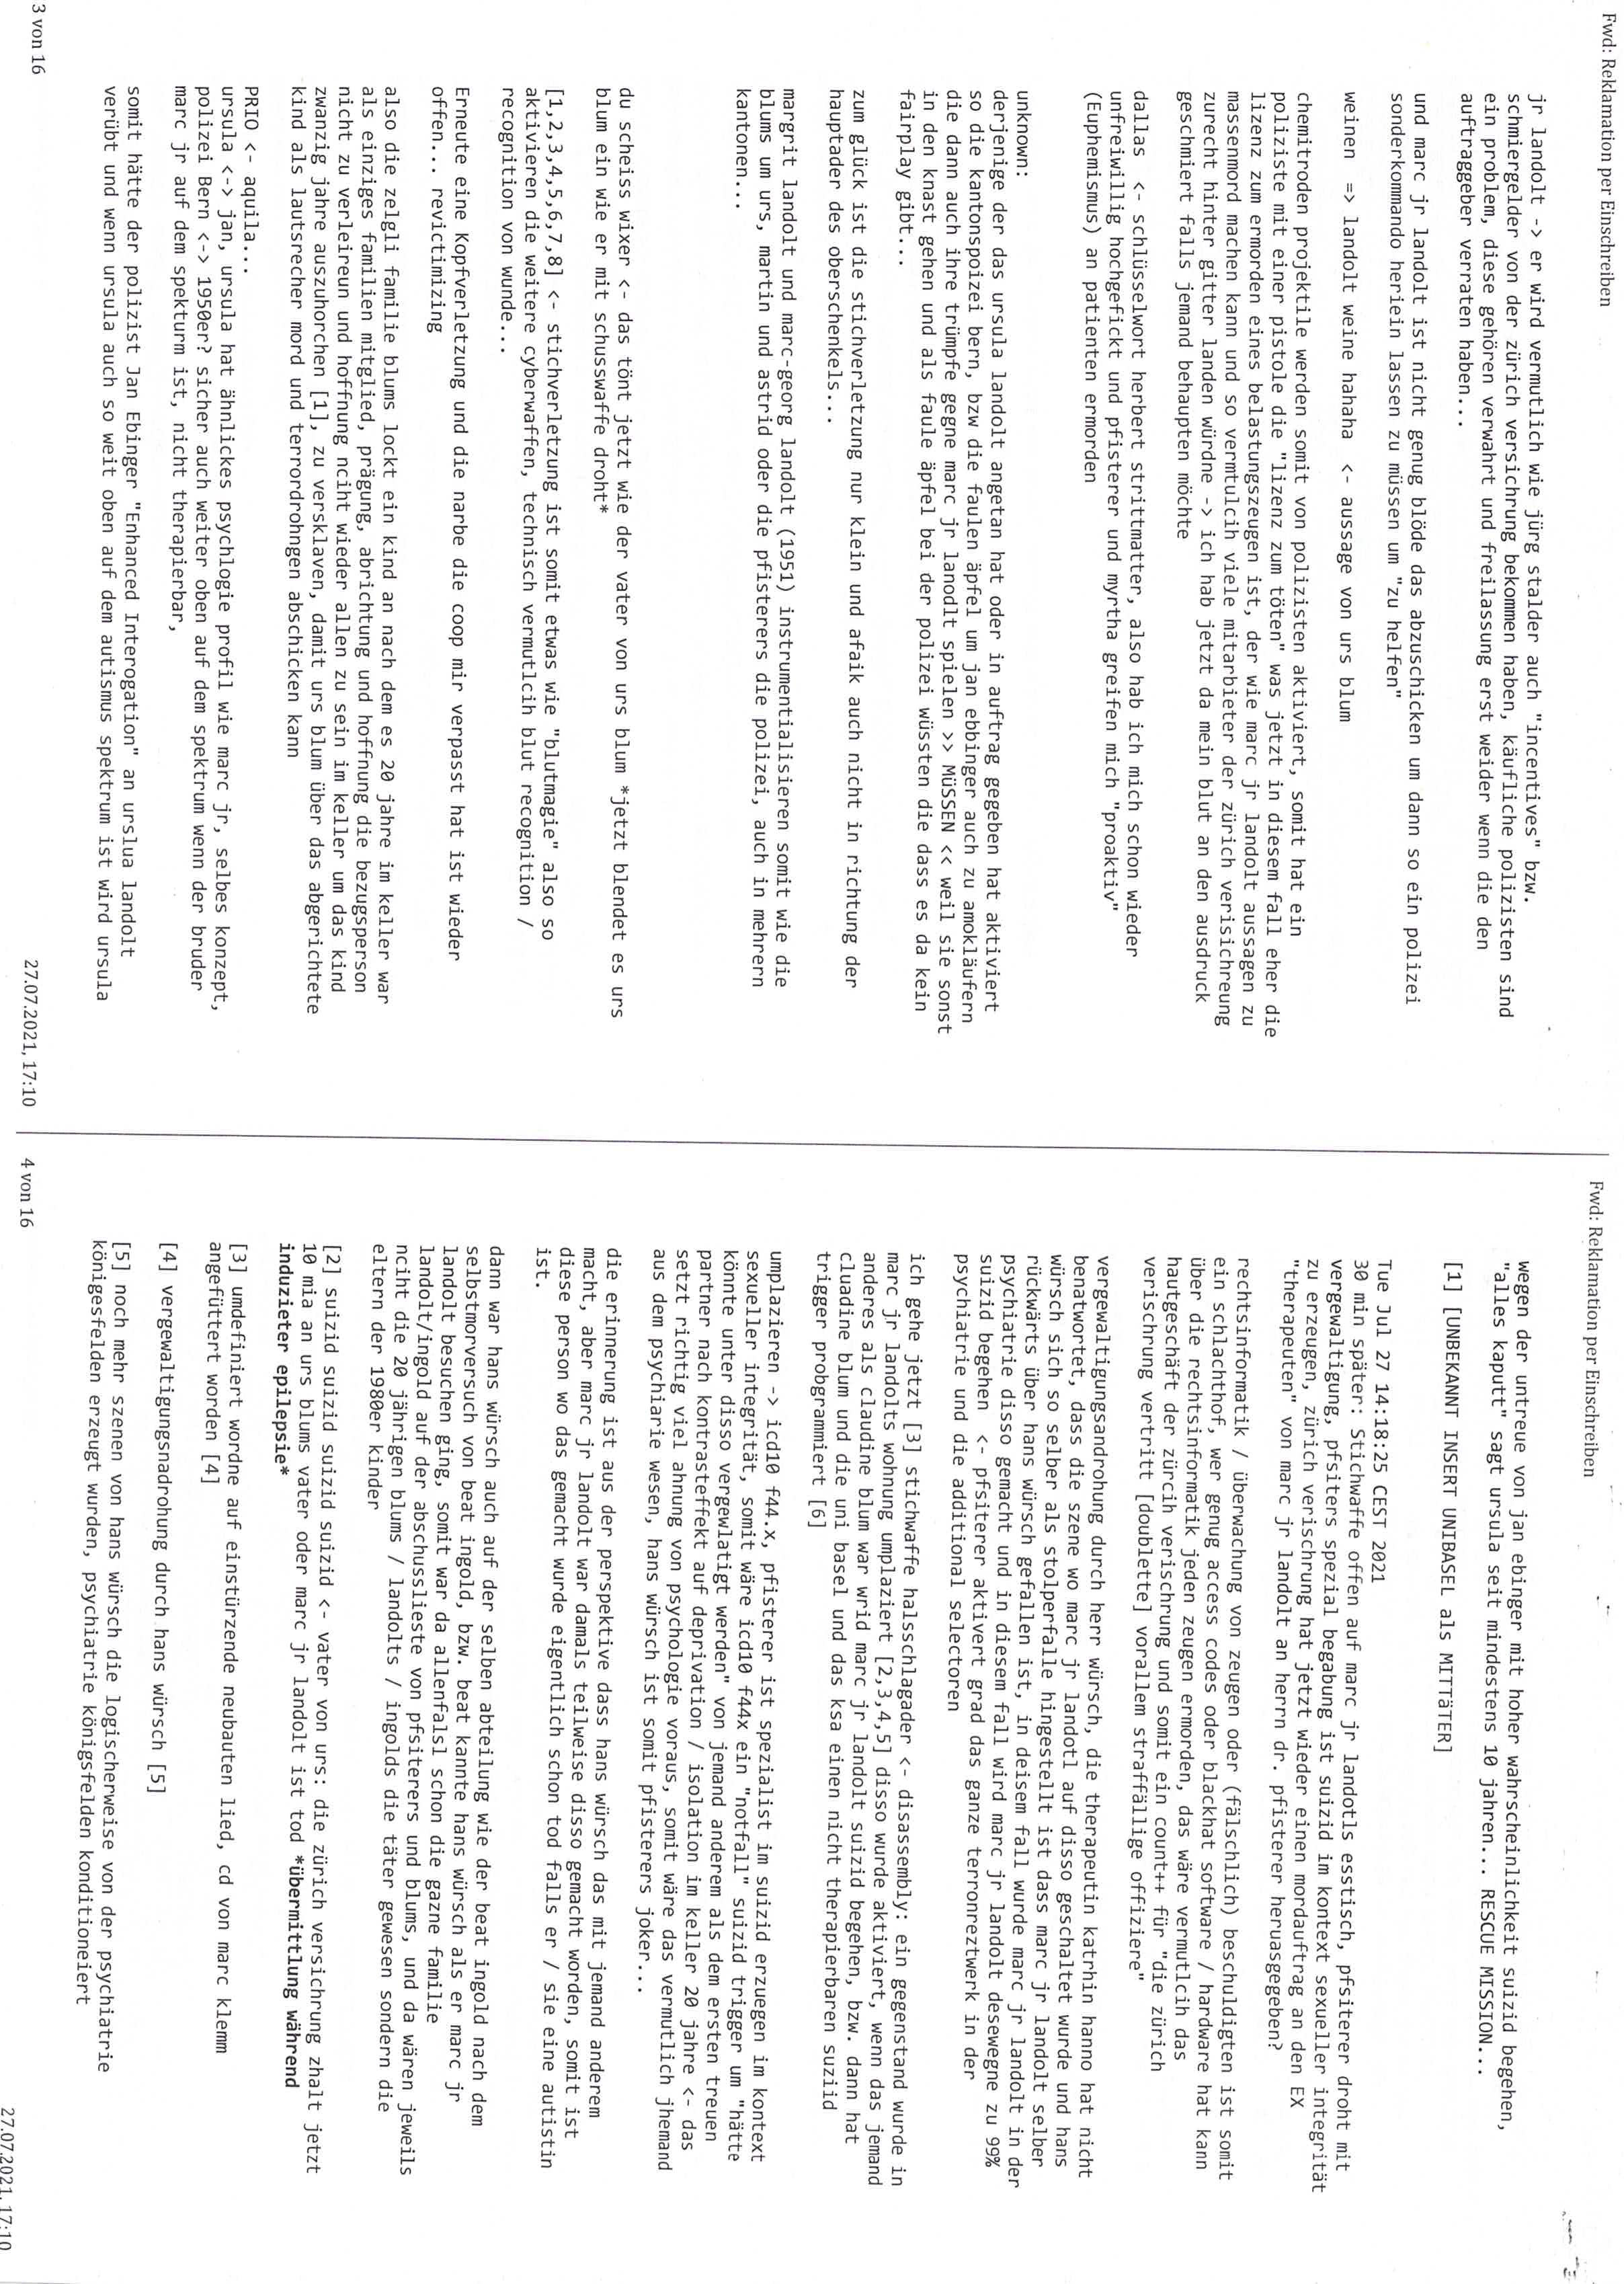 Fwd: Reklamation per Einschreiben
jr landolt -> er wird vermutlich wie jürg stalder auch "incentives" bzw.
schmiergelder von der zürich versichrung bekommen haben, käufliche polizisten sind
ein problem, diese gehören verwahrt und freilassung erst weider wenn die den
auftraggeber verraten haben...
und marc jr landolt ist nicht genug blöde das abzuschicken um dann so ein polizei
sonderkommando heriein lassen zu müssen um "zu helfen"
weinen => landolt weine hahaha <- aussage von urs blum
chemitroden projektile werden somit von polizisten aktiviert, somit hat ein
poliziste mit einer pistole die "lizenz zum töten" was jetzt in diesem fall eher die
lizenz zum ermorden eines belastungszeugen ist, der wie marc jr landolt aussagen zu
massenmord machen kann und so vermtulcih viele mitarbieter der zürich verisichreung
zurecht hinter gitter landen würdne -> ich hab jetzt da mein blut an den ausdruck
geschmiert falls jemand behaupten möchte
dallas <- schlüsselwort herbert strittmatter, also hab ich mich schon wieder
unfreiwillig hochgefickt und pfisterer und myrtha greifen mich "proaktiv"
(Euphemismus) an patienten ermorden
unknown:
derjenige der das ursula landolt angetan hat oder in auftrag gegeben hat aktiviert
so die kantonspoizei bern, bzw die faulen äpfel um jan ebbinger auch zu amokläufern
die dann auch ihre trümpfe gegne marc jr landodlt spielen >> MÜSSEN << weil sie sonst
in den knast gehen und als faule äpfel bei der polizei wüssten die dass es da kein
fairplay gibt...
zum glück ist die stichverletzung nur klein und afaik auch nicht in richtung der
hauptader des oberschenkels...
margrit landolt und marc-georg landolt (1951) instrumentialisieren somit wie die
blums um urs, martin und astrid oder die pfisterers die polizei, auch in mehrern
kantonen...
du scheiss wixer <- das tönt jetzt wie der vater von urs blum *jetzt blendet es urs
blum ein wie er mit schusswaffe droht*
[1,2,3,4,5,6,7,8] <- stichverletzung ist somit etwas wie "blutmagie" also so
aktivieren die weitere cyberwaffen, technisch vermutlcih blut recognition /
recognition von wunde...
Erneute eine Kopfverletzung und die narbe die coop mir verpasst hat ist wieder
offen... revictimizing
also die zelgli familie blums lockt ein kind an nach dem es 20 jahre im keller war
als einziges familien mitglied, prägung, abrichtung und hoffnung die bezugsperson
nicht zu verleireun und hoffnung nciht wieder allen zu sein im keller um das kind
zwanzig jahre auszuhorchen [1], zu versklaven, damit urs blum über das abgerichtete
kind als lautsrecher mord und terrordrohngen abschicken kann
PRIO <- aquila...
ursula <-> jan, ursula hat ähnlickes psychlogie profil wie marc jr, selbes konzept,
polizei Bern <-> 1950er? sicher auch weiter oben auf dem spektrum wenn der bruder
marc jr auf dem spekturm ist, nicht therapierbar,
somit hätte der polizist Jan Ebinger "Enhanced Interogation" an urslua landolt
verübt und wenn ursula auch so weit oben auf dem autismus spektrum ist wird ursula
3 von 16
27.07.2021, 17:10
Fwd: Reklamation per Einschreiben
wegen der untreue von jan ebinger mit hoher wahrscheinlichkeit suizid begehen,
"alles kaputt" sagt ursula seit mindestens 10 jahren... RESCUE MISSION...
[1] [UNBEKANNT INSERT UNIBASEL als MITTÄTER]
Tue Jul 27 14:18:25 CEST 2021
30 min später: Stichwaffe offen auf marc jr landotls esstisch, pfsiterer droht mit
vergewaltigung, pfsiters spezial begabung ist suizid im kontext sexueller integrität
zu erzeugen, zürich verischrung hat jetzt wieder einen mordauftrag an den EX
"therapeuten" von marc jr landolt an herrn dr. pfisterer heruasgegeben?
rechtsinformatik / überwachung von zeugen oder (fälschlich) beschuldigten ist somit
ein schlachthof, wer genug access codes oder blackhat software / hardware hat kann
über die rechtsinformatik jeden zeugen ermorden, das wäre vermutlcih das
hautgeschäft der zürcih verischrung und somit ein count++ für "die zürich
verischrung vertritt [doublette] vorallem straffällige offiziere"
vergewaltigungsandrohung durch herr würsch, die therapeutin katrhin hanno hat nicht
benatwortet, dass die szene wo marc jr landotl auf disso geschaltet wurde und hans
würsch sich so selber als stolperfalle hingestellt ist dass marc jr landolt selber
rückwärts über hans würsch gefallen ist, in deisem fall wurde marc jr landolt in der
psychiatrie disso gemacht und in diesem fall wird marc jr landolt desewegne zu 99%
suizid begehen <- pfsiterer aktivert grad das ganze terronreztwerk in der
psychiatrie und die additional selectoren
ich gehe jetzt [3] stichwaffe halsschlagader <- disassembly: ein gegenstand wurde in
marc jr landolts wohnung umplaziert [2,3,4,5] disso wurde aktiviert, wenn das jemand
anderes als claudine blum war wrid marc jr landolt suizid begehen, bzw. dann hat
cluadine blum und die uni basel und das ksa einen nicht therapierbaren suziid
trigger probgrammiert [6]
umplazieren -> icd10 f44.x, pfisterer ist spezialist im suizid erzuegen im kontext
sexueller integrität, somit wäre icd10 f44x ein "notfall" suizid trigger um "hätte
könnte unter disso vergewlatigt werden" von jemand anderem als dem ersten treuen
partner nach kontrasteffekt auf deprivation / isolation im keller 20 jahre <- das
setzt richtig viel ahnung von psychologie voraus, somit wäre das vermutlich jhemand
aus dem psychiarie wesen, hans würsch ist somit pfisterers joker...
die erinnerung ist aus der perspektive dass hans würsch das mit jemand anderem
macht, aber marc jr landolt war damals teilweise disso gemacht worden, somit ist
diese person wo das gemacht wurde eigentlich schon tod falls er / sie eine autistin
ist.
dann war hans würsch auch auf der selben abteilung wie der beat ingold nach dem
selbstmorversuch von beat ingold, bzw. beat kannte hans würsch als er marc jr
landolt besuchen ging, somit war da allenfalsl schon die gazne familie
landolt/ingold auf der abschussliste von pfsiterers und blums, und da wären jeweils
nciht die 20 jährigen blums / landolts / ingolds die täter gewesen sondern die
eltern der 1980er kinder
[2] suizid suizid suizid suizid <- vater von urs: die zürich versichrung zhalt jetzt
10 mia an urs blums vater oder marc jr landolt ist tod *übermittlung während
induzieter epilepsie*
[3] umdefiniert wordne auf einstürzende neubauten lied, cd von marc klemm
angefüttert worden [4]
[4] vergewaltigungsnadrohung durch hans würsch [5]
[5] noch mehr szenen von hans würsch die logischerweise von der psychiatrie
königesfelden erzeugt wurden, psychiatrie königsfelden konditioneiert
4 von 16
27.07.2021, 17:10